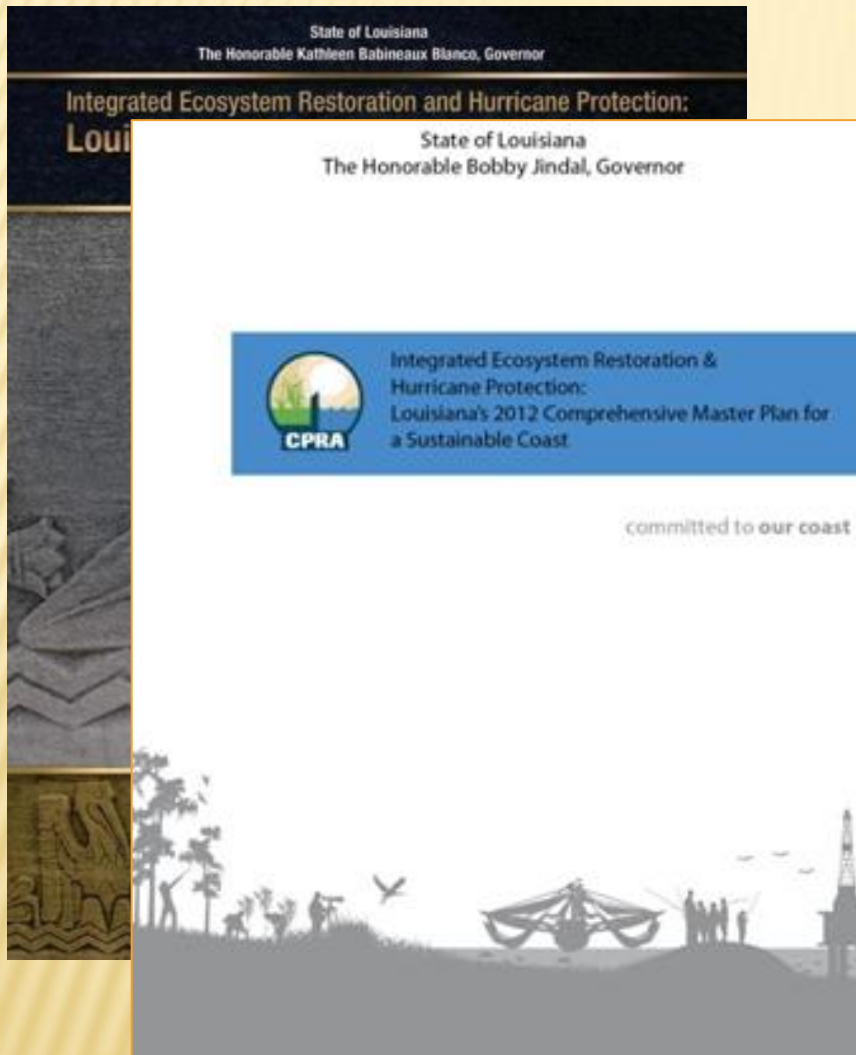 State of Louisiana
The Honorable Kathleen Babineaux Blanco, Governor
Integrated Ecosystem Restoration and Hurricane Protection:
State of Louisiana
The Honorable Bobby Jindal, Governor
CPRA
Integrated Ecosystem Restoration &
Hurricane Protection:
Louisiana's 2012 Comprehensive Master Plan for
a Sustainable Coast
committed to our coast